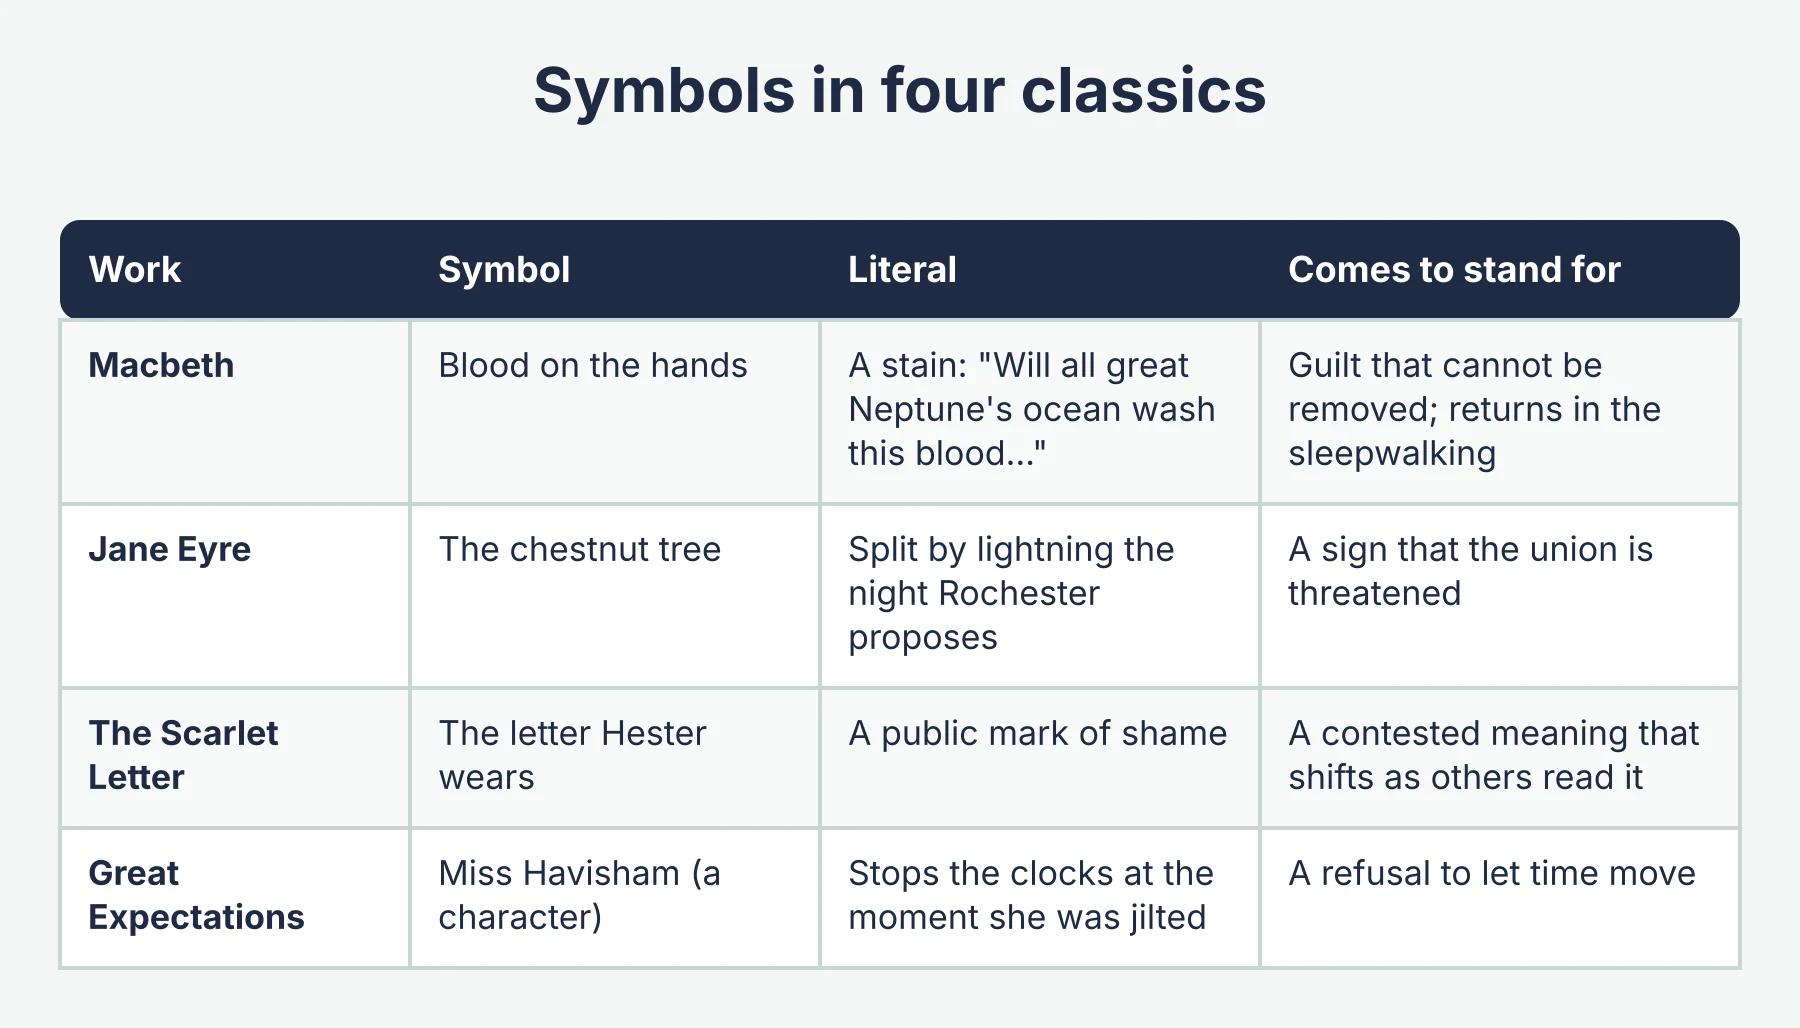 Symbols in four classics
Work
Symbol
Literal
Comes to stand for
Macbeth
Blood on the hands
A stain: "Will all great
Neptune's ocean wash
this blood..."
Guilt that cannot be
removed; returns in the
sleepwalking
Jane Eyre
The chestnut tree
Split by lightning the
night Rochester
proposes
A sign that the union is
threatened
The Scarlet
Letter
The letter Hester
wears
A public mark of shame
A contested meaning that
shifts as others read it
Great
Expectations
Miss Havisham (a
character)
Stops the clocks at the
moment she was jilted
A refusal to let time move